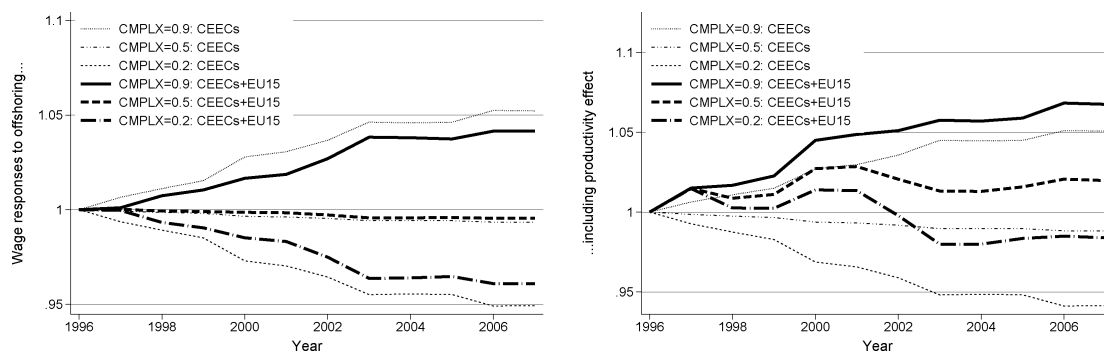 Wage responses to offshoring...
1.1
1.05
1
.95
CMPLX=0.9: CEECs
CMPLX=0.5: CEECs
CMPLX=0.2: CEECs
CMPLX=0.9: CEECs+EU15
CMPLX=0.5: CEECs+EU15
CMPLX=0.2: CEECs+EU15
1996 1998 2000 2002 2004 2006
Year
...including productivity effect
1.1
1.05
1
.95
CMPLX=0.9: CEECs
CMPLX=0.5: CEECs
CMPLX=0.2: CEECs
CMPLX=0.9: CEECs+EU15
CMPLX=0.5: CEECs+EU15
CMPLX=0.2: CEECs+EU15
1996 1998 2000 2002 2004 2006
Year